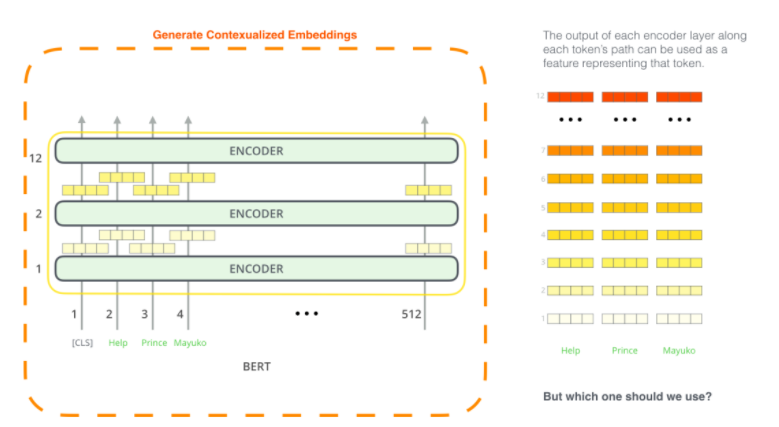 Generate Contexualized Embeddings
The output of each encoder layer along
each token's path can be used as a
feature representing that token.
12
ENCODER
2
ENCODER
1
ENCODER
1 2 3 4 ••• 512
[CLS] Help Prince Mayuko
BERT
12
••• ••• •••
7
6
5
4
3
2
1
Help Prince Mayuko
But which one should we use?